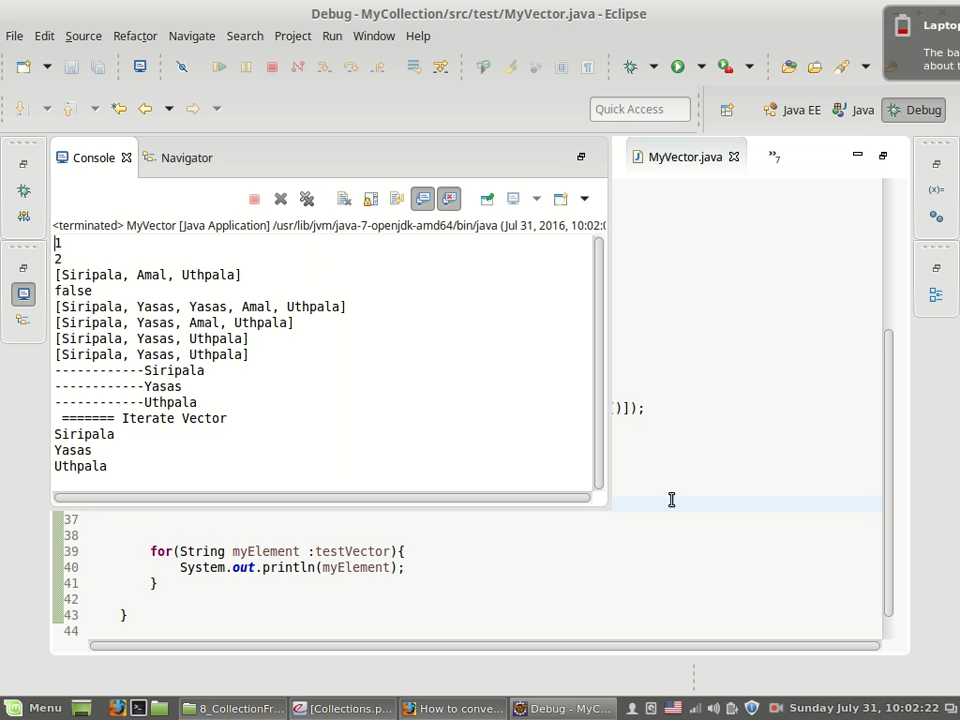 Debug - MyCollection/src/test/MyVector.java - Eclipse
Laptop
The ba
about t
File Edit Source Refactor Navigate Search Project Run Window Help
Quick Access
Java EE Java Debug
Console Navigator
MyVector.java
»7
<terminated> MyVector [Java Application] /usr/lib/jvm/java-7-openjdk-amd64/bin/java (Jul 31, 2016, 10:02:0
1
2
[Siripala, Amal, Uthpala]
false
[Siripala, Yasas, Yasas, Amal, Uthpala]
[Siripala, Yasas, Amal, Uthpala]
[Siripala, Yasas, Uthpala]
[Siripala, Yasas, Uthpala]
------------Siripala
------------Yasas
------------Uthpala
======= Iterate Vector
Siripala
Yasas
Uthpala
)]);
37
38
39 for(String myElement :testVector){
40 System.out.println(myElement);
41 }
42
43 }
44
Menu 8_CollectionFr... [Collections.p... How to conve... Debug - MyC... Sunday July 31, 10:02:22